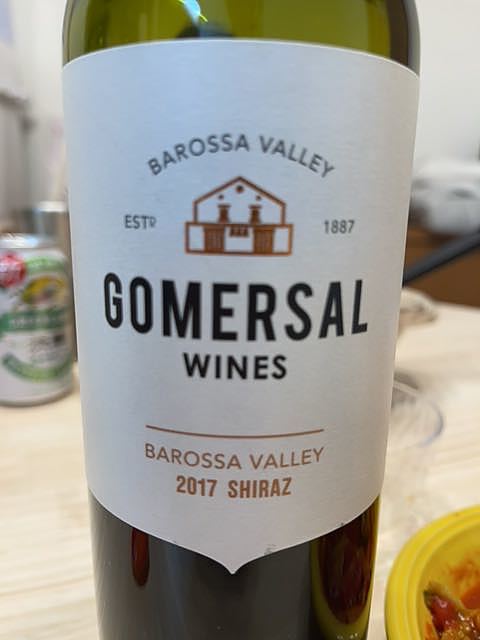 BAROSSA VALLEY
ESTD 1887
GOMERSAL
WINES
BAROSSA VALLEY
2017 SHIRAZ